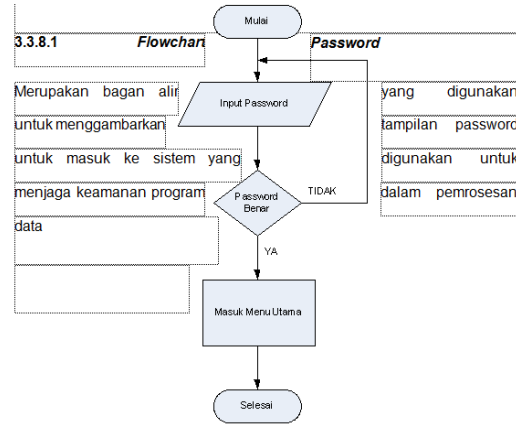 Mulai
3.3.8.1 Flowchart Password
Merupakan bagan alir yang digunakan
Input Password
untuk menggambarkan tampilan password
untuk masuk ke sistem yang digunakan untuk
menjaga keamanan program dalam pemrosesan
data
Password
Benar
TIDAK
YA
Masuk Menu Utama
Selesai